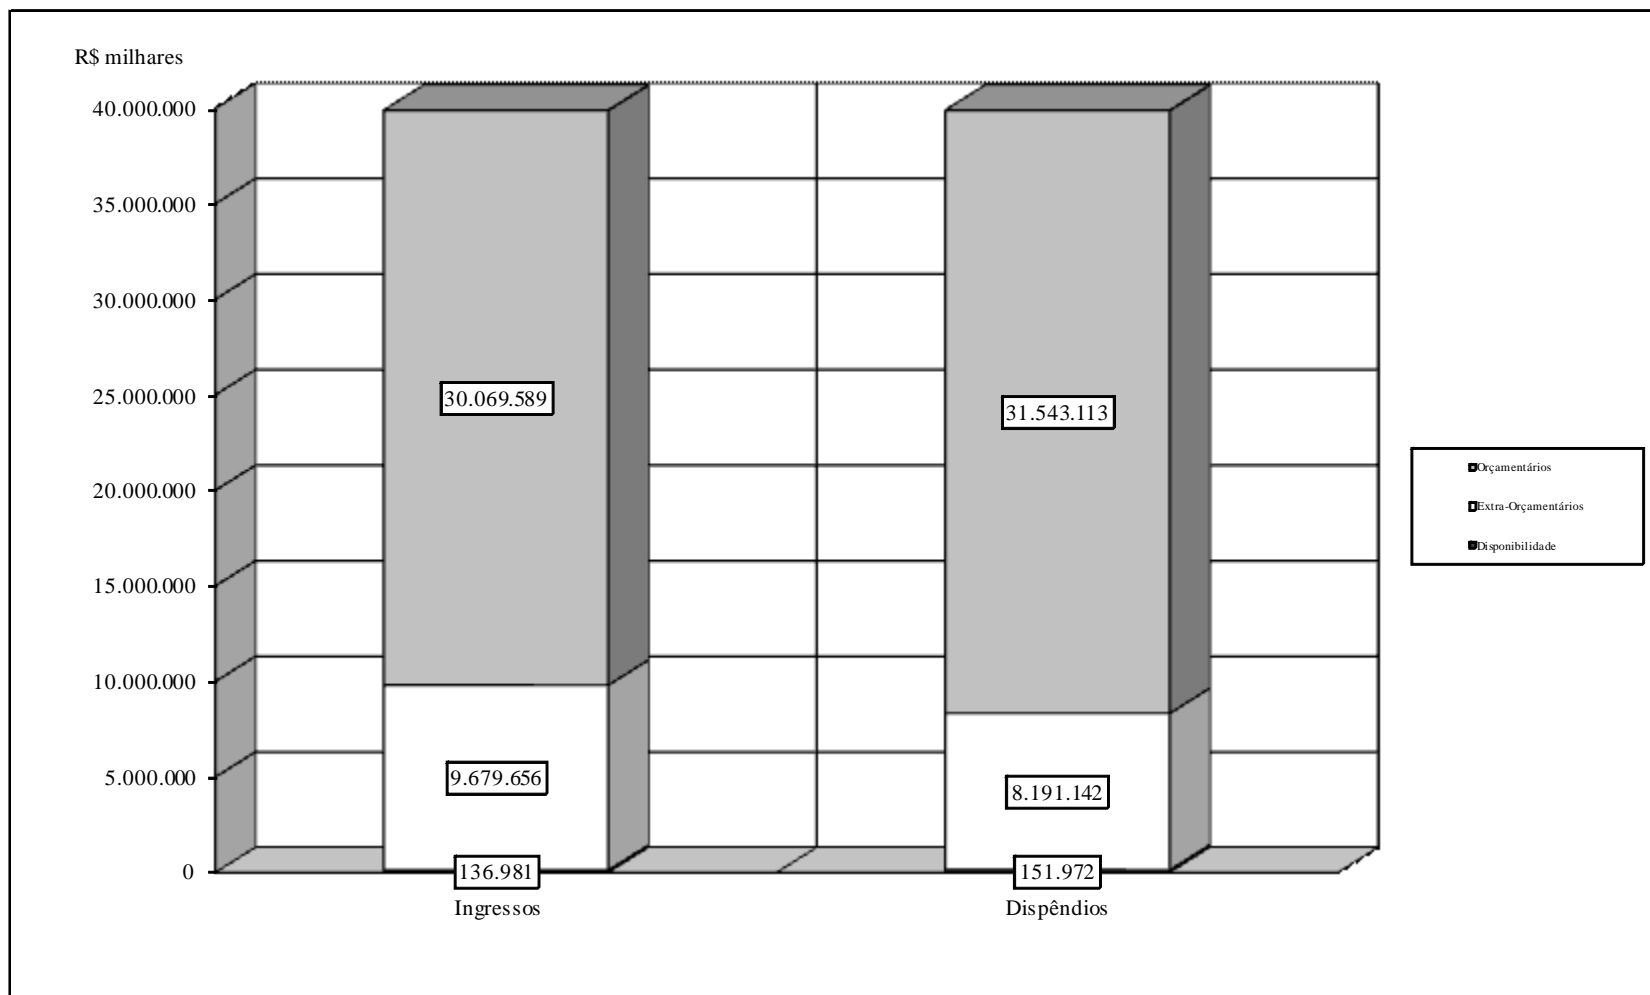 R$ milhares
40.000.000
35.000.000
30.000.000
25.000.000
20.000.000
15.000.000
10.000.000
5.000.000
0
30.069.589
31.543.113
9.679.656
8.191.142
136.981
151.972
Ingressos
Dispêndios
Orçamentários
Extra-Orçamentários
Disponibilidade